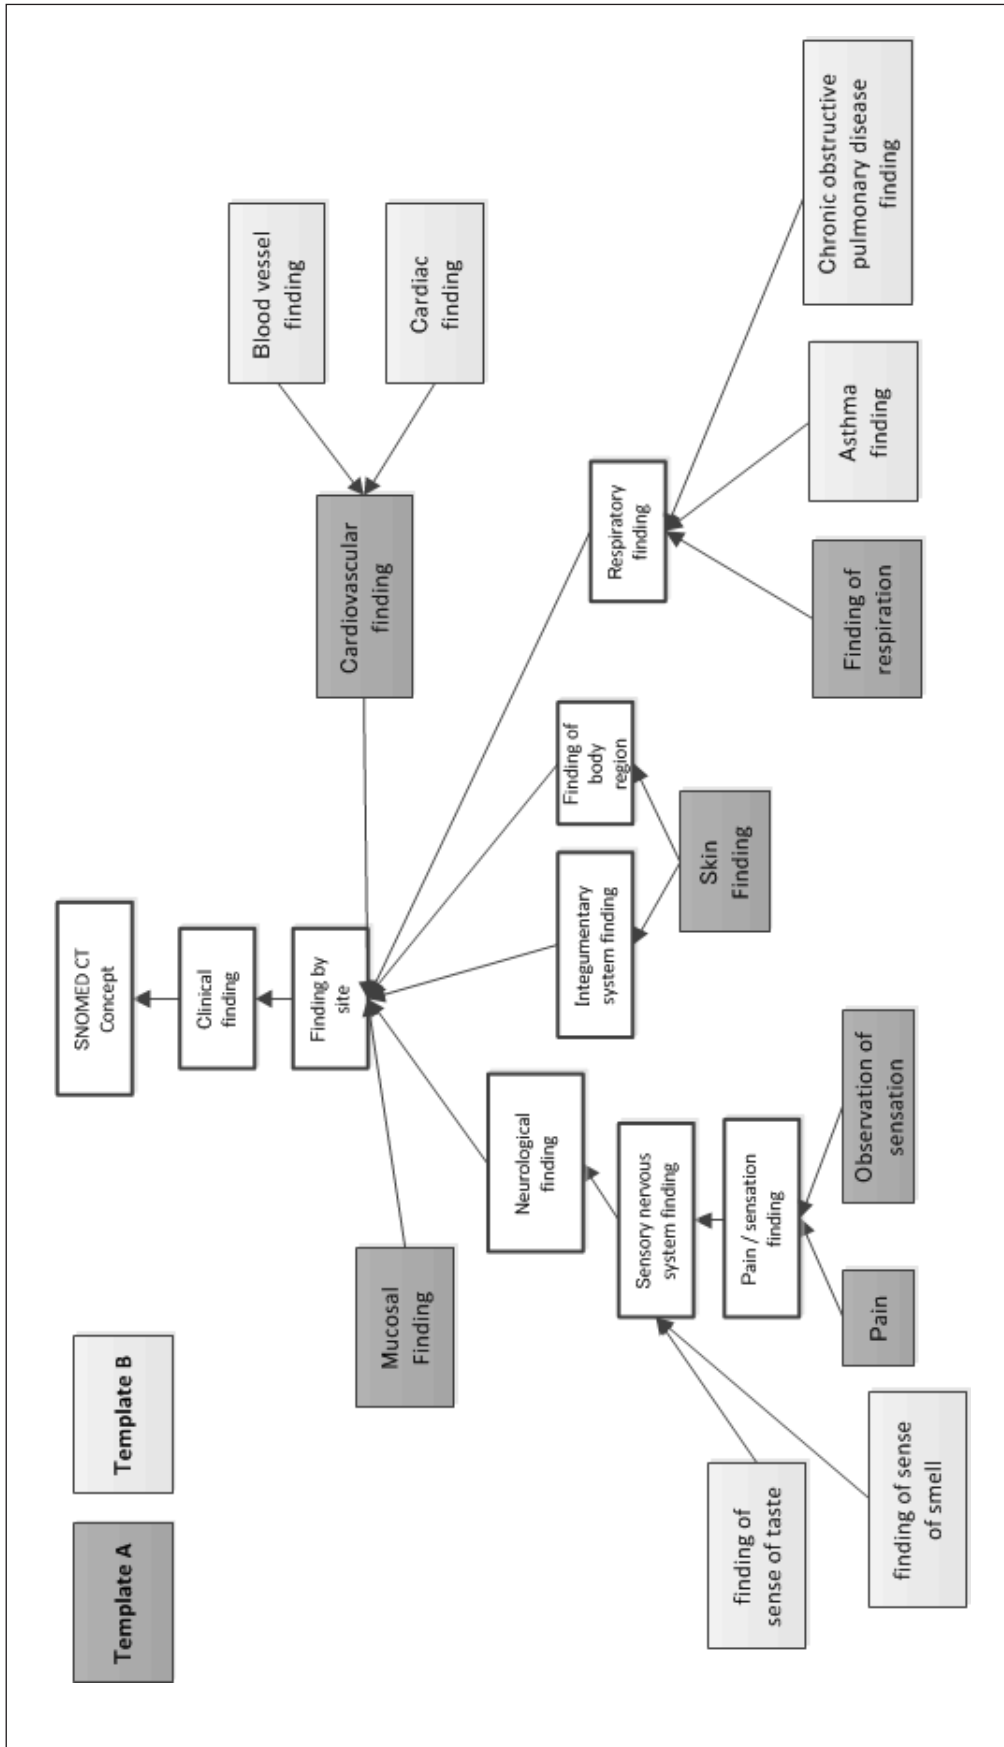 Template A
Template B
SNOMED CT
Concept
Clinical
finding
Finding by
site
Blood vessel
finding
Cardiac
finding
Cardiovascular
finding
Mucosal
Finding
Neurological
finding
Integumentary
system finding
Finding of
body
region
Respiratory
finding
Sensory nervous
system finding
Skin
Finding
Pain / sensation
finding
finding of
sense of taste
Pain
Observation of
sensation
Finding of
respiration
Asthma
finding
Chronic obstructive
pulmonary disease
finding
finding of sense
of smell